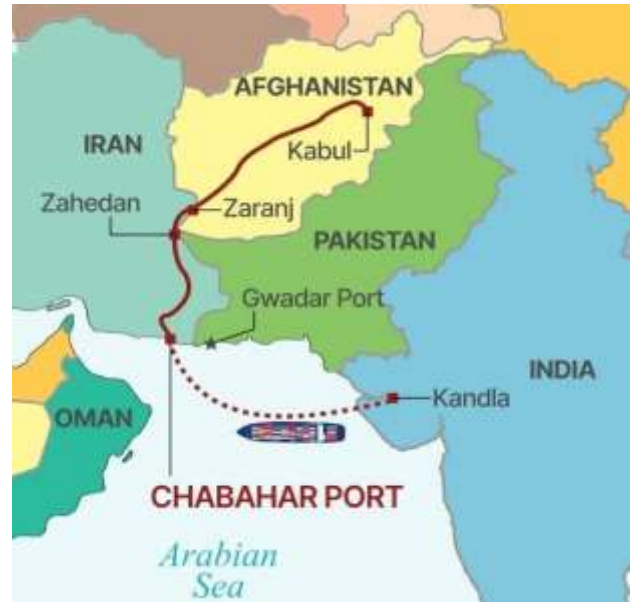 AFGHANISTAN
IRAN
Kabul
Zahedan
Zaranj
PAKISTAN
Gwadar Port
INDIA
Kandla
OMAN
CHABAHAR PORT
Arabian
Sea